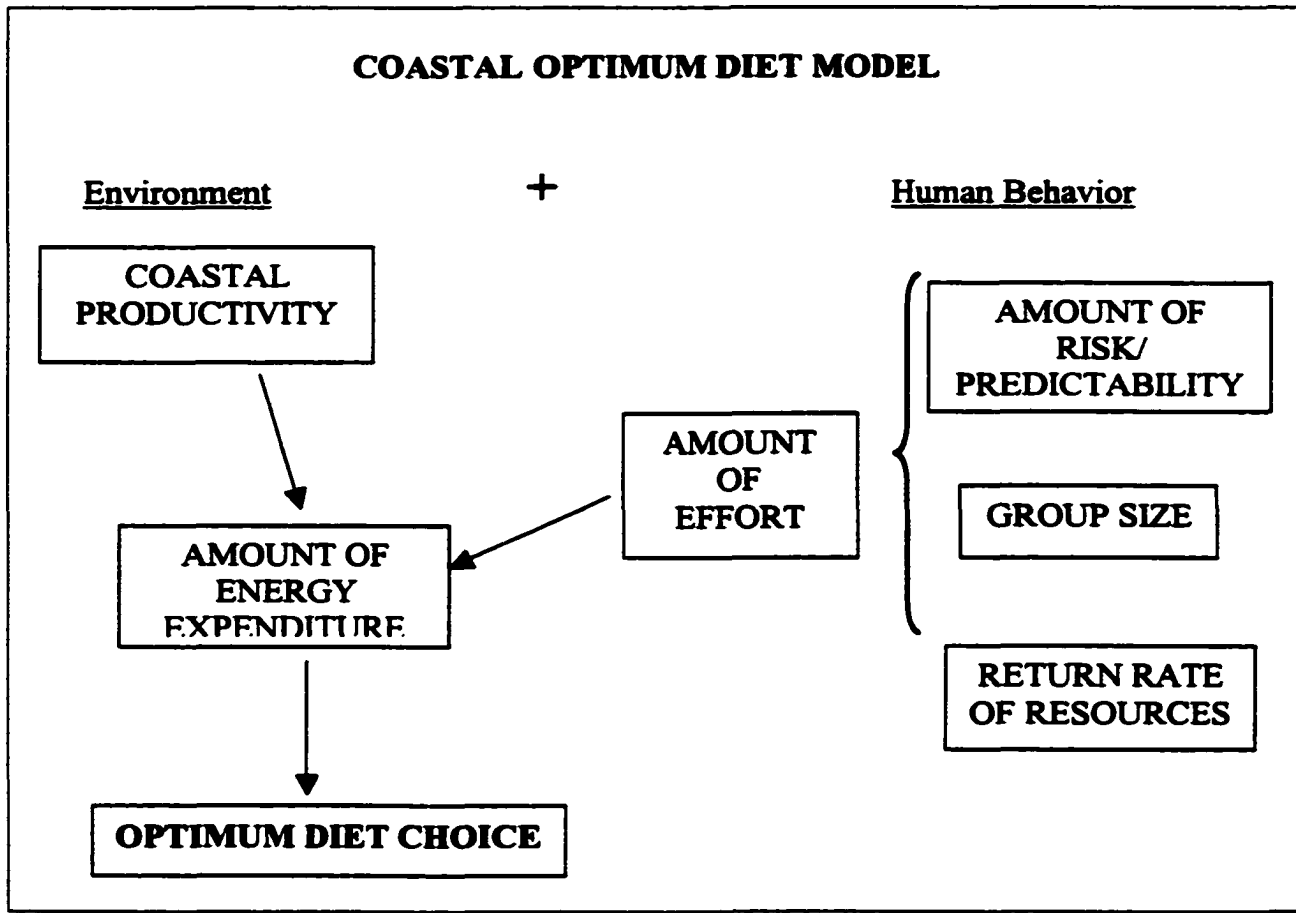 COASTAL OPTIMUM DIET MODEL
Environment
+
Human Behavior
COASTAL
PRODUCTIVITY
AMOUNT OF
RISK/
PREDICTABILITY
AMOUNT
OF
EFFORT
GROUP SIZE
AMOUNT OF
ENERGY
EXPENDITURE
RETURN RATE
OF RESOURCES
OPTIMUM DIET CHOICE